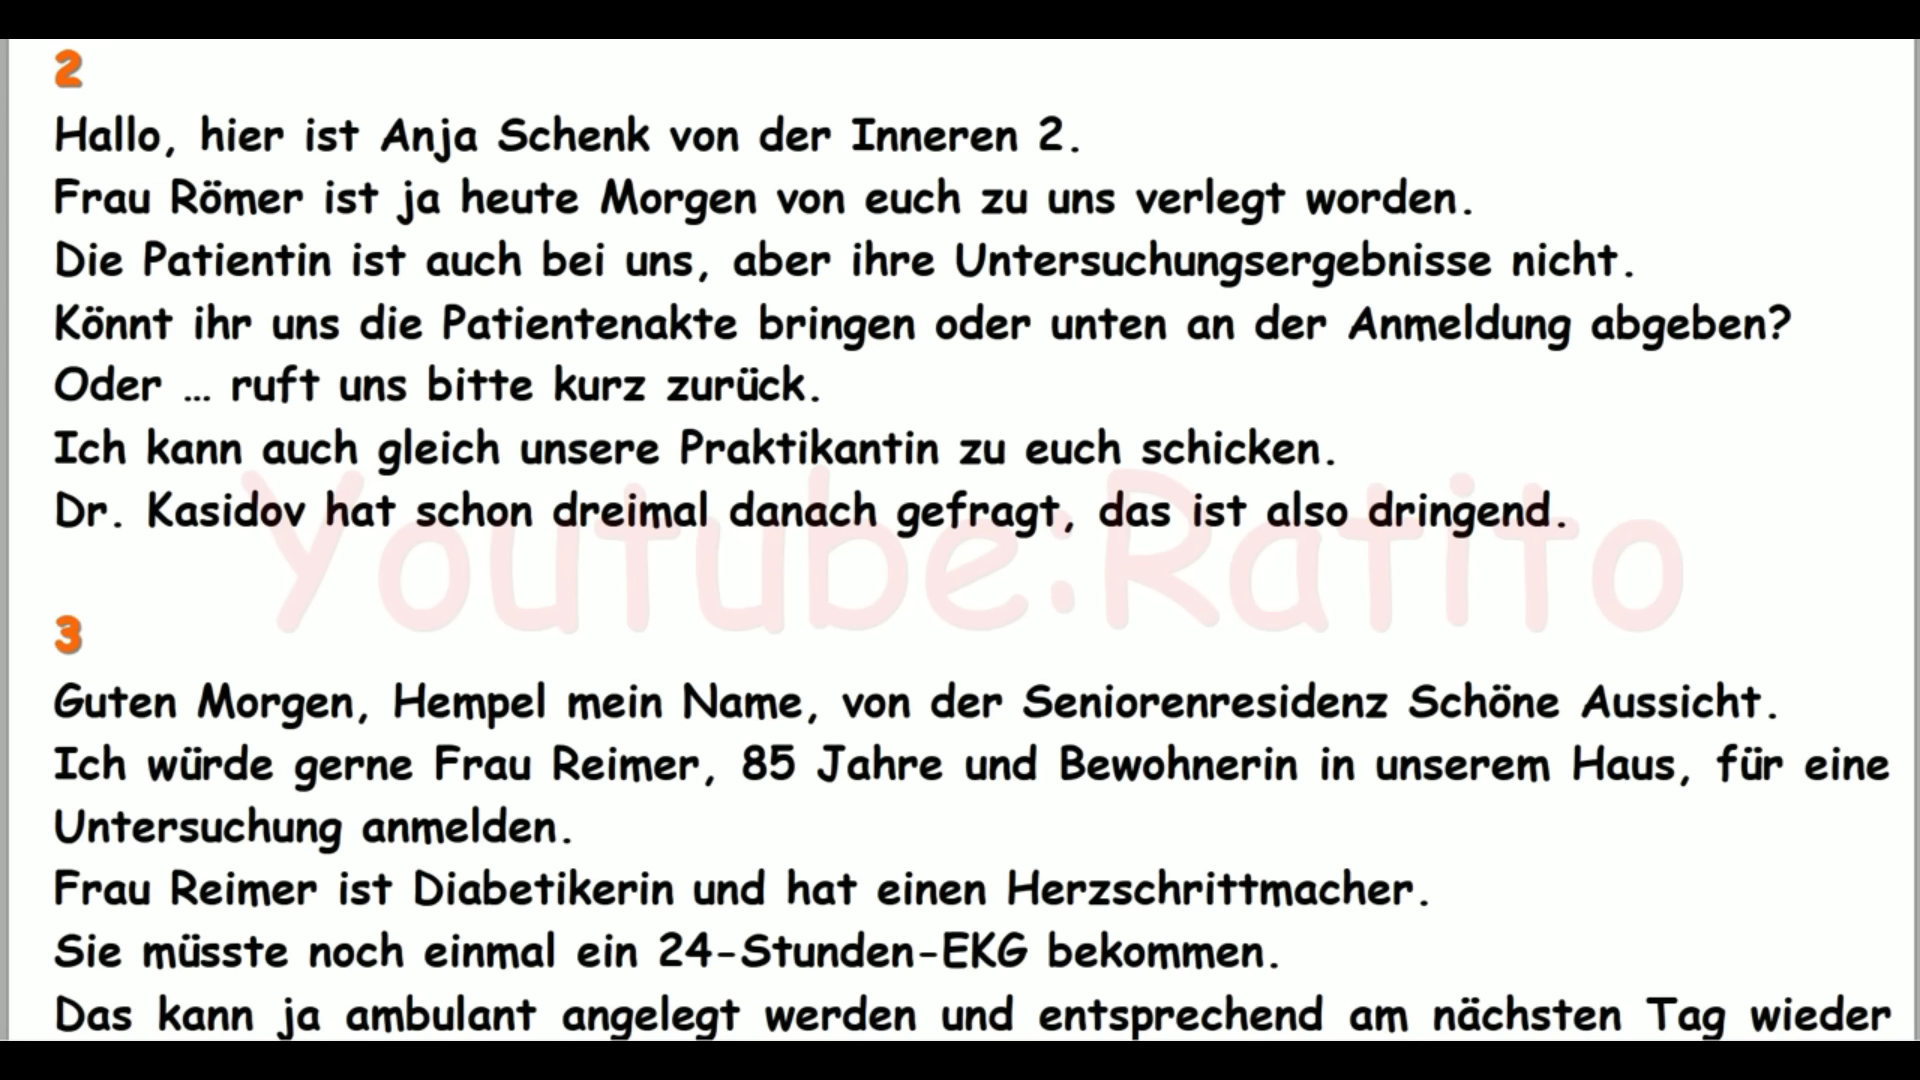 2
Hallo, hier ist Anja Schenk von der Inneren 2.
Frau Römer ist ja heute Morgen von euch zu uns verlegt worden.
Die Patientin ist auch bei uns, aber ihre Untersuchungsergebnisse nicht.
Könnt ihr uns die Patientenakte bringen oder unten an der Anmeldung abgeben?
Oder … ruft uns bitte kurz zurück.
Ich kann auch gleich unsere Praktikantin zu euch schicken.
Dr. Kasidov hat schon dreimal danach gefragt, das ist also dringend.
Youtube:Ratito
3
Guten Morgen, Hempel mein Name, von der Seniorenresidenz Schöne Aussicht.
Ich würde gerne Frau Reimer, 85 Jahre und Bewohnerin in unserem Haus, für eine
Untersuchung anmelden.
Frau Reimer ist Diabetikerin und hat einen Herzschrittmacher.
Sie müsste noch einmal ein 24-Stunden-EKG bekommen.
Das kann ja ambulant angelegt werden und entsprechend am nächsten Tag wieder